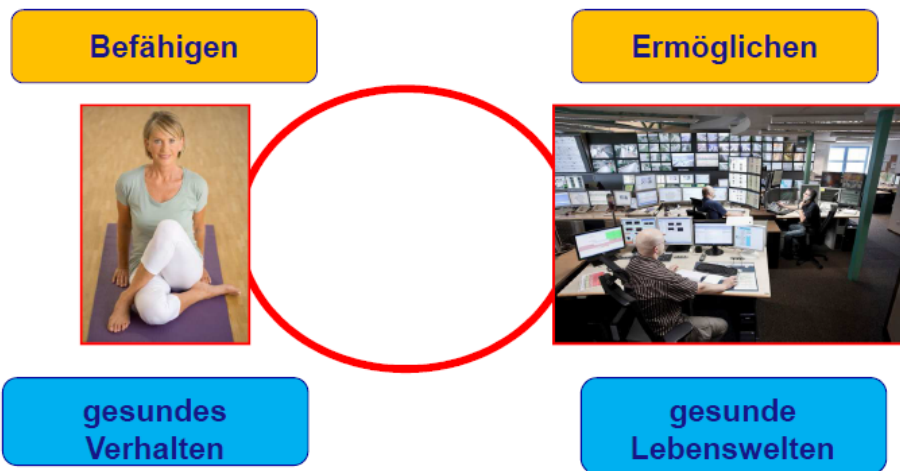 Befähigen
Ermöglichen
gesundes
Verhalten
gesunde
Lebenswelten